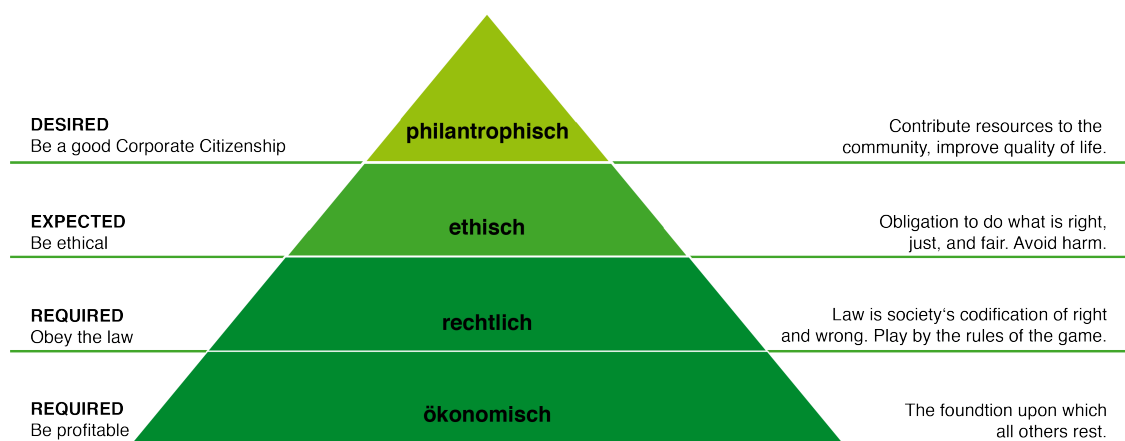 DESIRED
Be a good Corporate Citizenship
philantrophisch
Contribute resources to the
community, improve quality of life.
EXPECTED
Be ethical
ethisch
Obligation to do what is right,
just, and fair. Avoid harm.
REQUIRED
Obey the law
rechtlich
Law is society‘s codification of right
and wrong. Play by the rules of the game.
REQUIRED
Be profitable
ökonomisch
The foundtion upon which
all others rest.